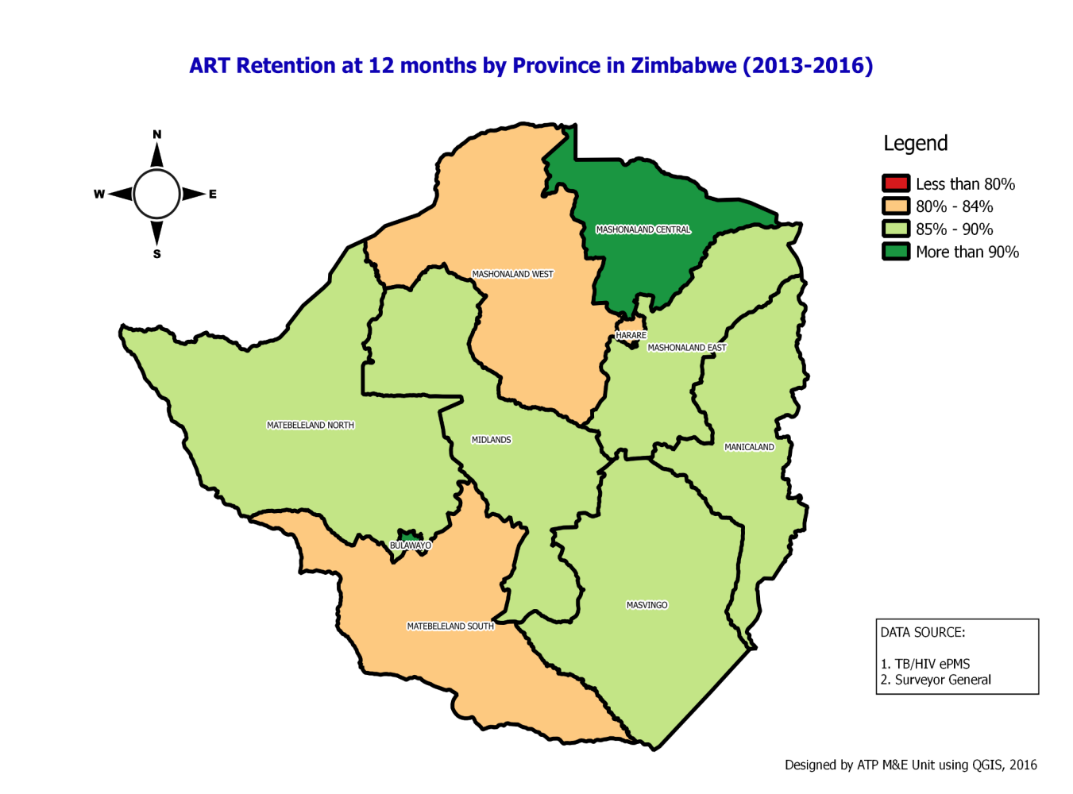 ART Retention at 12 months by Province in Zimbabwe (2013-2016)
N
W
E
S
Legend
Less than 80%
80% - 84%
85% - 90%
More than 90%
MASHONALAND CENTRAL
MASHONALAND WEST
HARARE
MASHONALAND EAST
MATEBELELAND NORTH
MIDLANDS
MANICALAND
BULAWAYO
MASVINGO
MATEBELELAND SOUTH
DATA SOURCE:
1. TB/HIV ePMS
2. Surveyor General
Designed by ATP M&E Unit using QGIS, 2016